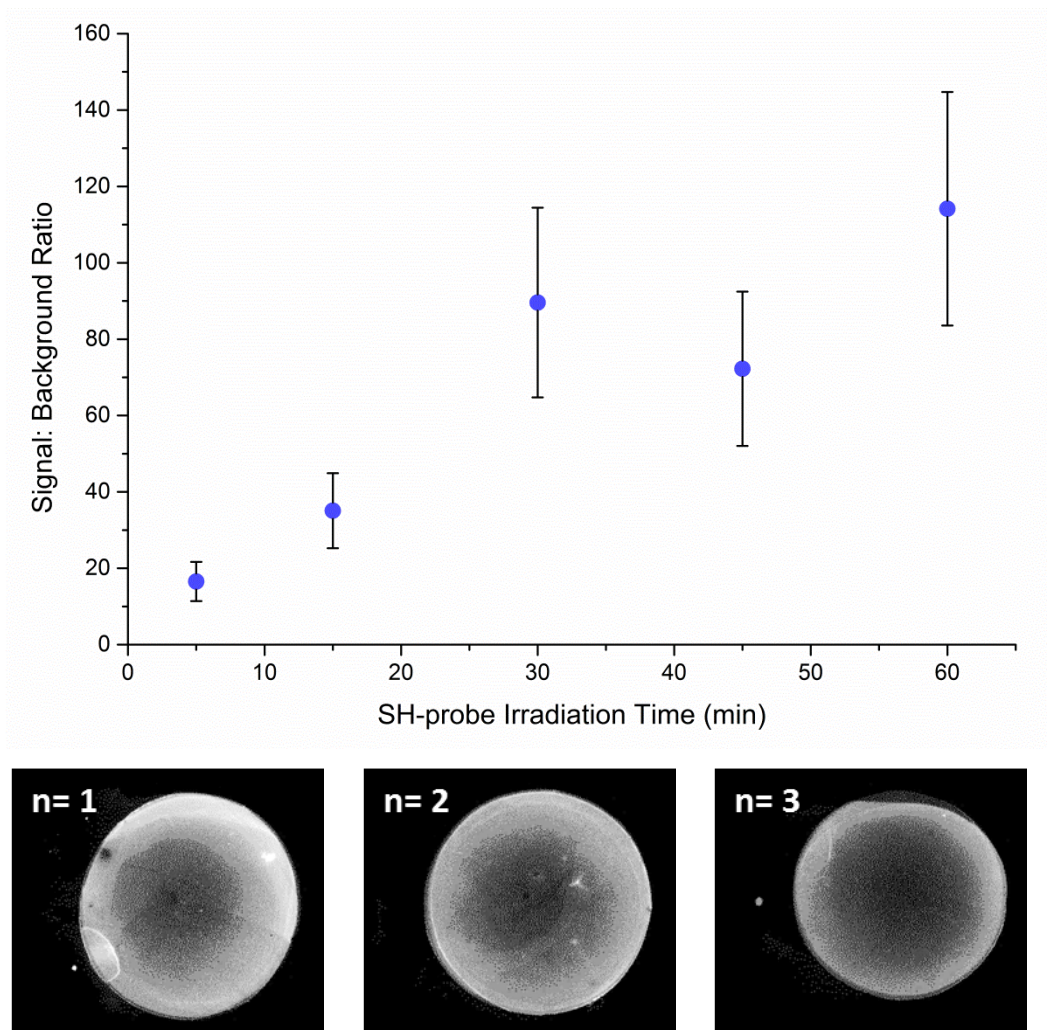 160
140
120
100
80
60
40
20
0
Signal: Background Ratio
0 10 20 30 40 50 60
SH-probe Irradiation Time (min)
n= 1 n= 2 n= 3